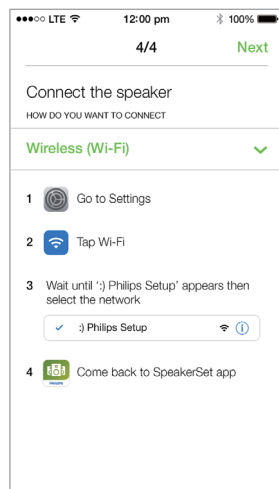 LTE 12:00 pm 100%
4/4 Next
Connect the speaker
HOW DO YOU WANT TO CONNECT
Wireless (Wi-Fi)
1 Go to Settings
2 Tap Wi-Fi
3 Wait until ':) Philips Setup' appears then
select the network
:) Philips Setup
4 Come back to SpeakerSet app
PHILIPS